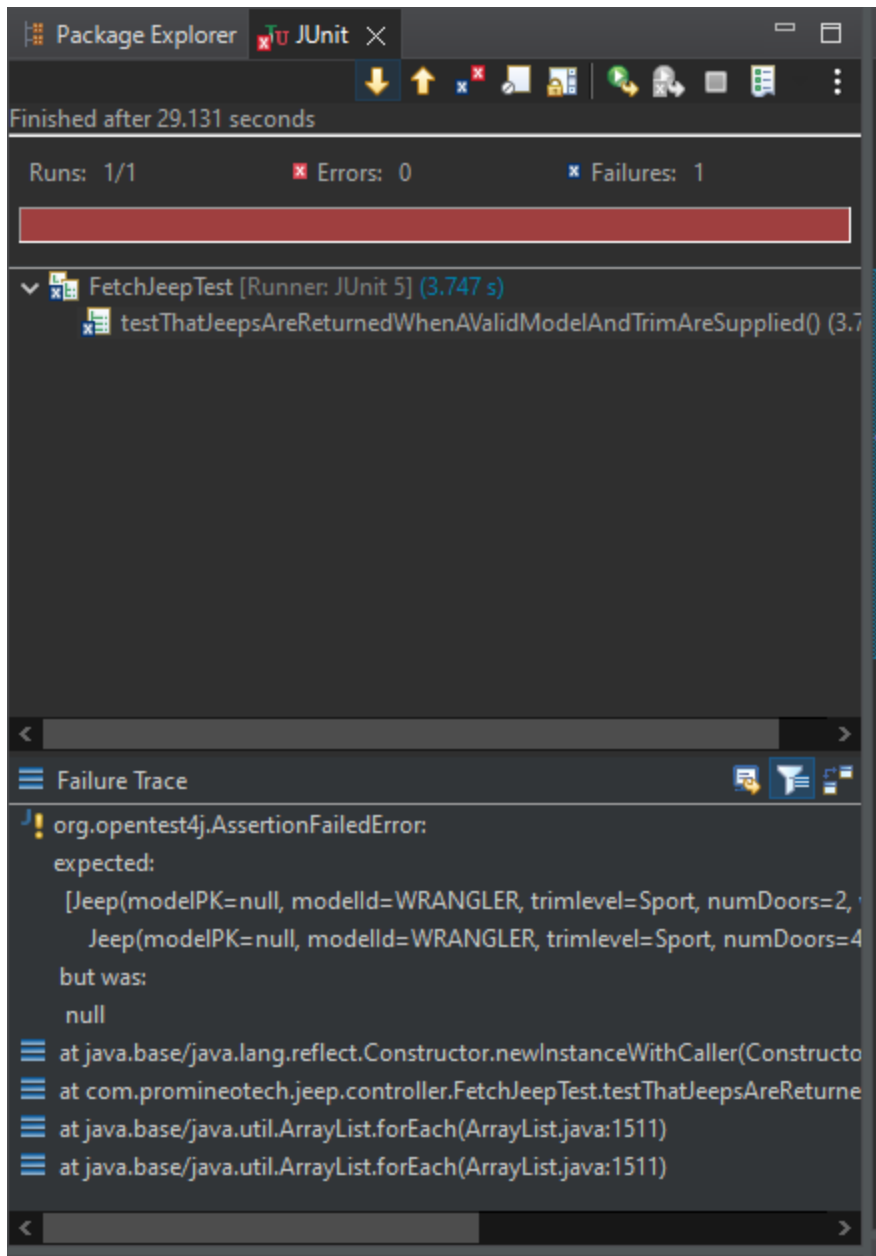 Package Explorer JUnit
Finished after 29.131 seconds
Runs: 1/1 Errors: 0 Failures: 1
FetchJeepTest [Runner: JUnit 5] (3.747 s)
testThatJeepsAreReturnedWhenAValidModelAndTrimAreSupplied() (3.7
Failure Trace
org.opentest4j.AssertionFailedError:
expected:
[Jeep(modelPK=null, modelId=WRANGLER, trimlevel=Sport, numDoors=2,
Jeep(modelPK=null, modelId=WRANGLER, trimlevel=Sport, numDoors=4
but was:
null
at java.base/java.lang.reflect.Constructor.newInstanceWithCaller(Constructo
at com.promineotech.jeep.controller.FetchJeepTest.testThatJeepsAreReturne
at java.base/java.util.ArrayList.forEach(ArrayList.java:1511)
at java.base/java.util.ArrayList.forEach(ArrayList.java:1511)